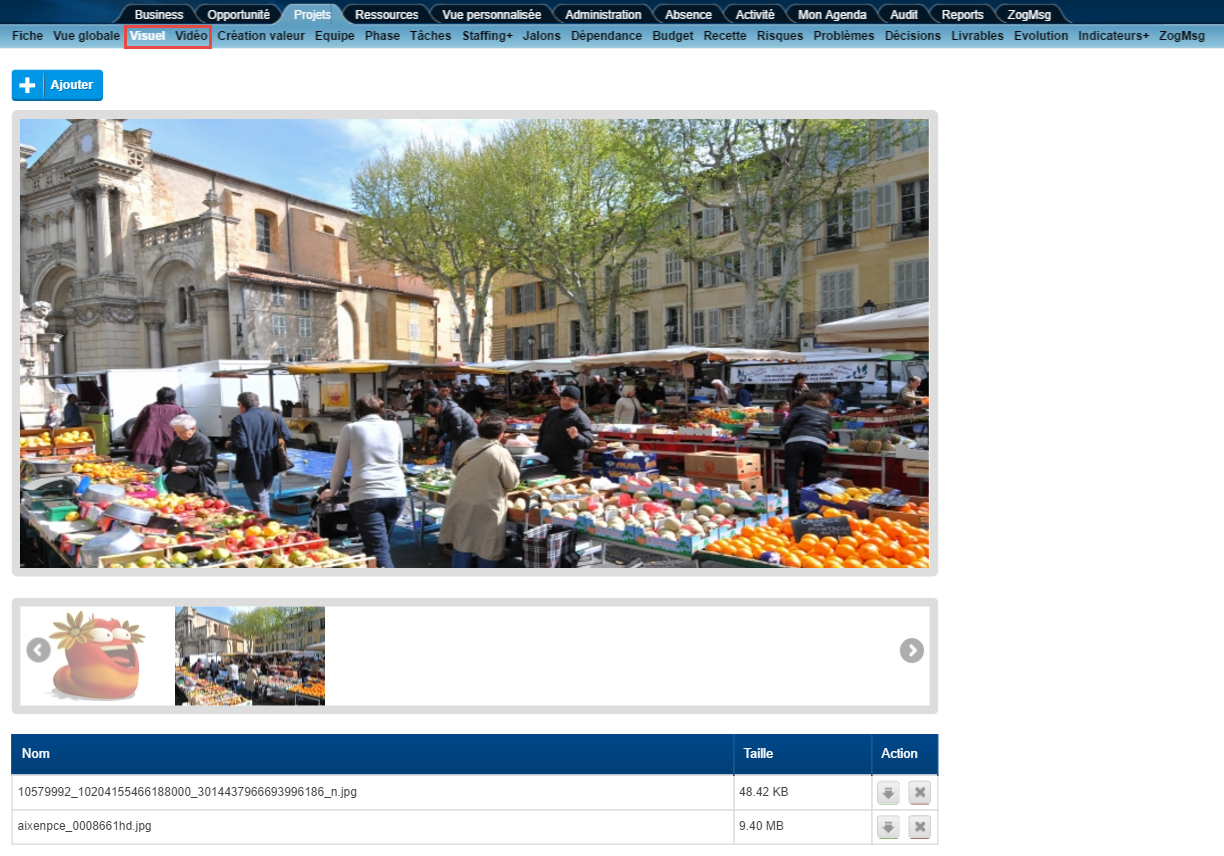 Business Opportunité Projets Ressources Vue personnalisée Administration Absence Activité Mon Agenda Audit Reports ZogMsg
Fiche Vue globale Visuel Vidéo Création valeur Equipe Phase Tâches Staffing+ Jalons Dépendance Budget Recette Risques Problèmes Décisions Livrables Evolution Indicateurs+ ZogMsg
Ajouter
ORANGE
Nom Taille Action
10579992_10204155466188000_3014437966693996186_n.jpg 48.42 KB
aixenpce_0008661hd.jpg 9.40 MB